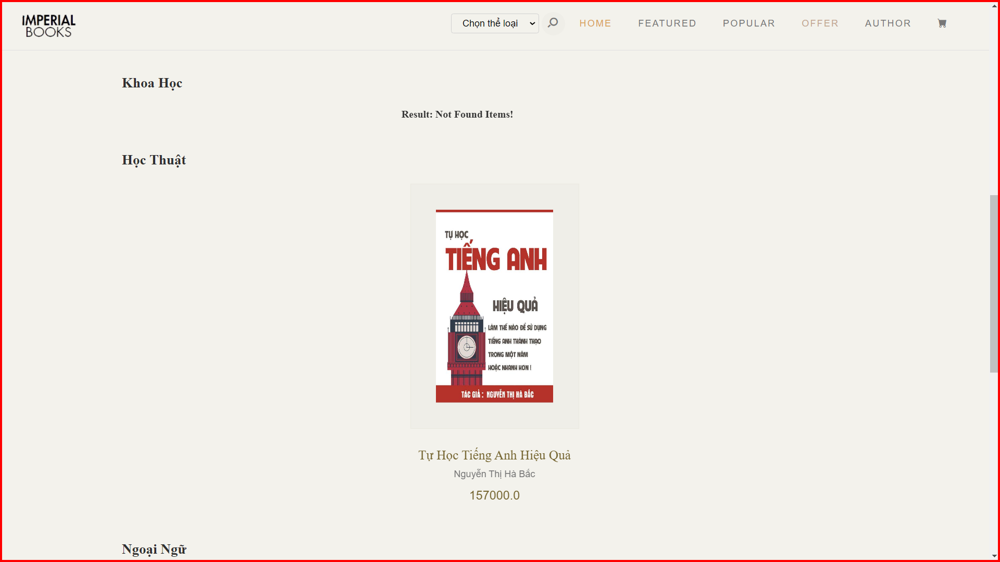 IMPERIAL
BOOKS
Chọn thể loại
HOME
FEATURED
POPULAR
OFFER
AUTHOR
Khoa Học
Result: Not Found Items!
Học Thuật
TỰ HỌC
TIẾNG ANH
HIỆU QUẢ
LÀM THẾ NÀO ĐỂ SỬ DỤNG
TIẾNG ANH THÀNH THẠO
TRONG MỘT NĂM
HOẶC NHANH HƠN !
TÁC GIẢ : NGUYỄN THỊ HÀ BẮC
Tự Học Tiếng Anh Hiệu Quả
Nguyễn Thị Hà Bắc
157000.0
Ngoại Ngữ